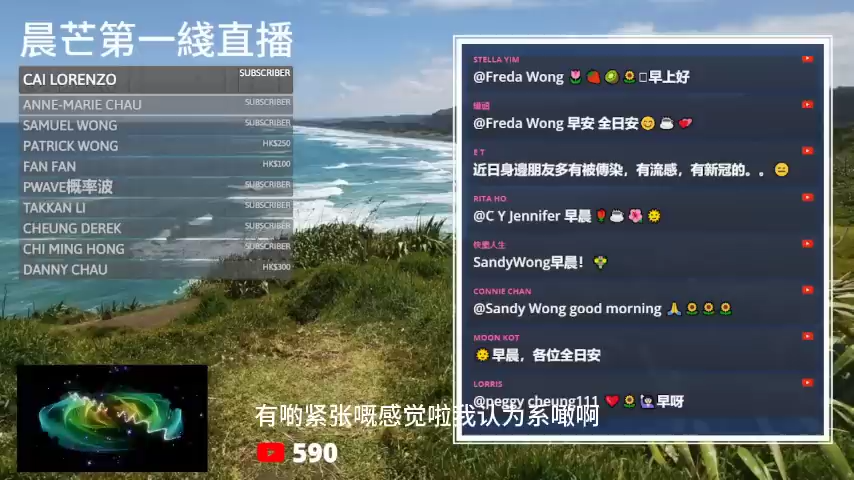 晨芒第一綫直播
CAI LORENZO SUBSCRIBER
ANNE-MARIE CHAU SUBSCRIBER
SAMUEL WONG SUBSCRIBER
PATRICK WONG HK$250
FAN FAN HK$100
PWAVE概率波 SUBSCRIBER
TAKKAN LI SUBSCRIBER
CHEUNG DEREK SUBSCRIBER
CHI MING HONG SUBSCRIBER
DANNY CHAU HK$300
STELLA YIM
@Freda Wong 🌷🍓🥝🌻早上好
@Freda Wong 早安 全日安😊☕💕
E T
近日身邊朋友多有被傳染，有流感，有新冠的。。😑
RITA HO
@C Y Jennifer 早晨🌹☕🌺🌞
快樂人生
SandyWong早晨！💐
CONNIE CHAN
@Sandy Wong good morning 🙏🌻🌻🌻
MOON KOT
🌞早晨，各位全日安
LORRIS
@peggy cheung111 ❤️🌻🙋🏻‍♀️早呀
有啲紧张嘅感觉啦我认为系噉啊
590